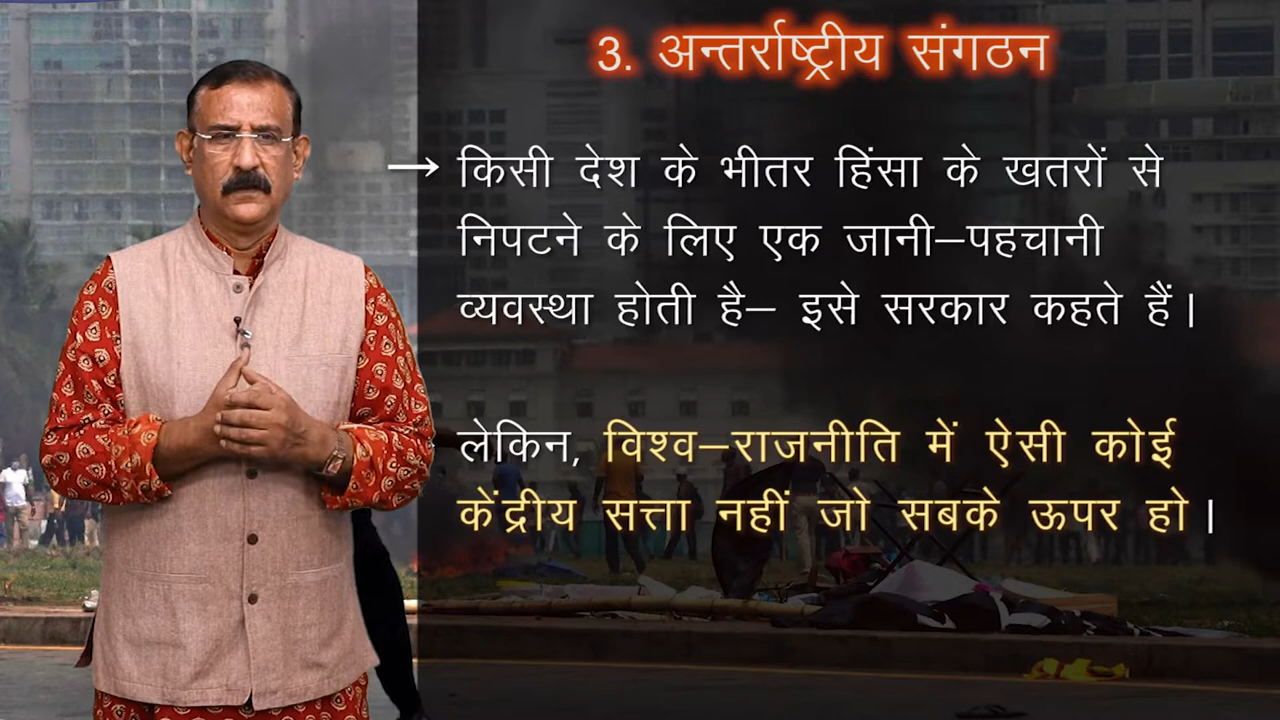 3. अन्तर्राष्ट्रीय संगठन
→ किसी देश के भीतर हिंसा के खतरों से
निपटने के लिए एक जानी–पहचानी
व्यवस्था होती है– इसे सरकार कहते हैं।
लेकिन, विश्व–राजनीति में ऐसी कोई
केंद्रीय सत्ता नहीं जो सबके ऊपर हो।